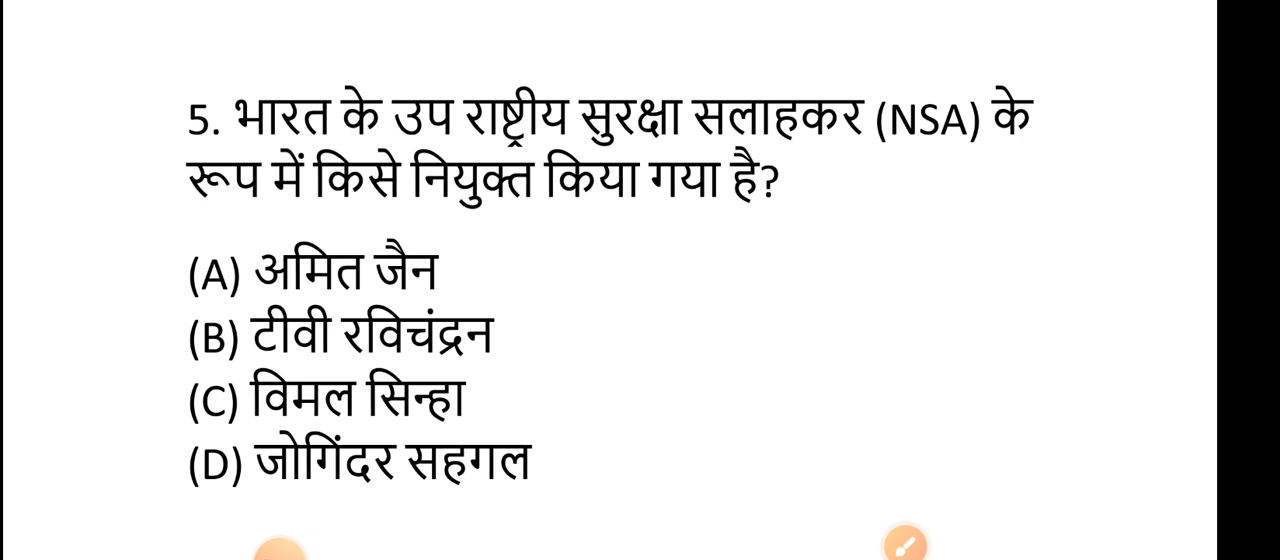 5. भारत के उप राष्ट्रीय सुरक्षा सलाहकर (NSA) के
रूप में किसे नियुक्त किया गया है?
(A) अमित जैन
(B) टीवी रविचंद्रन
(C) विमल सिन्हा
(D) जोगिंदर सहगल